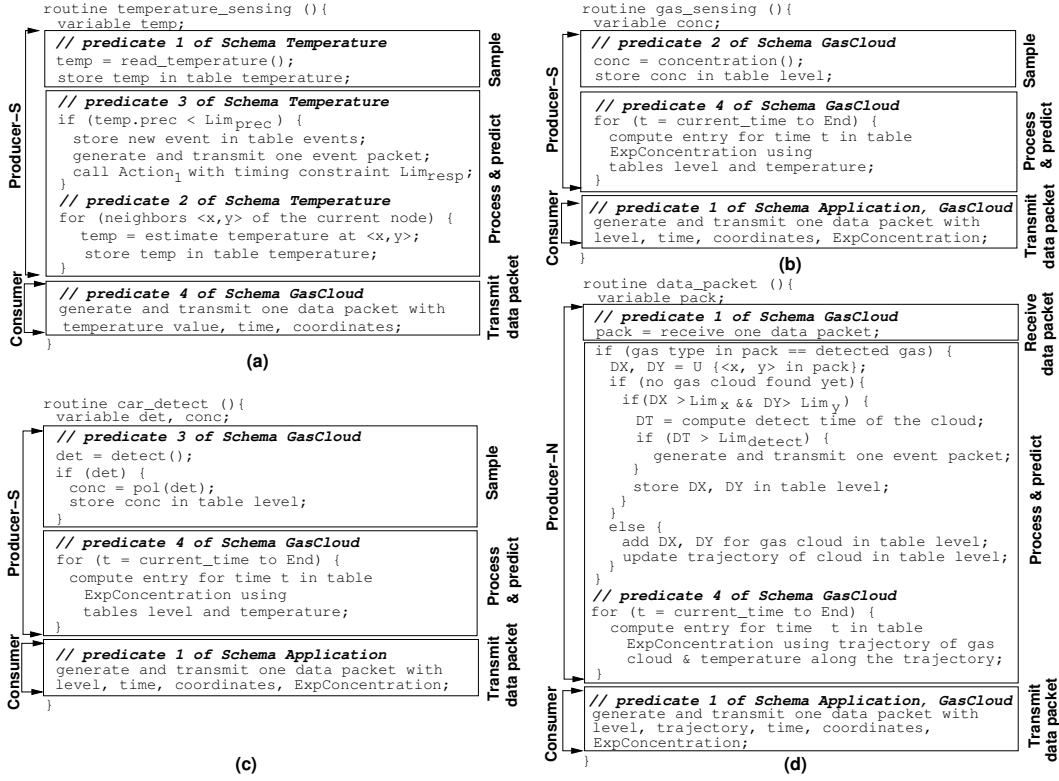 routine temperature_sensing (){
variable temp;
// predicate 1 of Schema Temperature
temp = read_temperature();
store temp in table temperature;
Sample
// predicate 3 of Schema Temperature
if (temp.prec < Lim prec) {
store new event in table events;
generate and transmit one event packet;
call Action 1 with timing constraint Lim resp;
}
// predicate 2 of Schema Temperature
for (neighbors <x,y> of the current node) {
temp = estimate temperature at <x,y>;
store temp in table temperature;
}
Process & predict
Producer−S
// predicate 4 of Schema GasCloud
generate and transmit one data packet with
temperature value, time, coordinates;
}
Consumer
Transmit
data packet
(a)
routine gas_sensing (){
variable conc;
// predicate 2 of Schema GasCloud
conc = concentration();
store conc in table level;
Sample
// predicate 4 of Schema GasCloud
for (t = current_time to End) {
compute entry for time t in table
ExpConcentration using
tables level and temperature;
}
Process
& predict
Producer−S
// predicate 1 of Schema Application, GasCloud
generate and transmit one data packet with
level, time, coordinates, ExpConcentration;
}
Consumer
Transmit
data packet
(b)
routine car_detect (){
variable det, conc;
// predicate 3 of Schema GasCloud
det = detect();
if (det) {
conc = pol(det);
store conc in table level;
}
Sample
// predicate 4 of Schema GasCloud
for (t = current_time to End) {
compute entry for time t in table
ExpConcentration using
tables level and temperature;
}
Process
& predict
Producer−S
// predicate 1 of Schema Application
generate and transmit one data packet with
level, time, coordinates, ExpConcentration;
}
Consumer
Transmit
data packet
(c)
routine data_packet (){
variable pack;
// predicate 1 of Schema GasCloud
pack = receive one data packet;
Receive
data packet
if (gas type in pack == detected gas) {
DX, DY = U {<x, y> in pack};
if (no gas cloud found yet){
if(DX > Lim x && DY> Lim y) {
DT = compute detect time of the cloud;
if (DT > Lim detect) {
generate and transmit one event packet;
}
store DX, DY in table level;
}
}
else {
add DX, DY for gas cloud in table level;
update trajectory of cloud in table level;
}
}
// predicate 4 of Schema GasCloud
for (t = current_time to End) {
compute entry for time t in table
ExpConcentration using trajectory of gas
cloud & temperature along the trajectory;
}
Process & predict
Producer−N
// predicate 1 of Schema Application, GasCloud
generate and transmit one data packet with
level, trajectory, time, coordinates,
ExpConcentration;
}
Consumer
Transmit
data packet
(d)